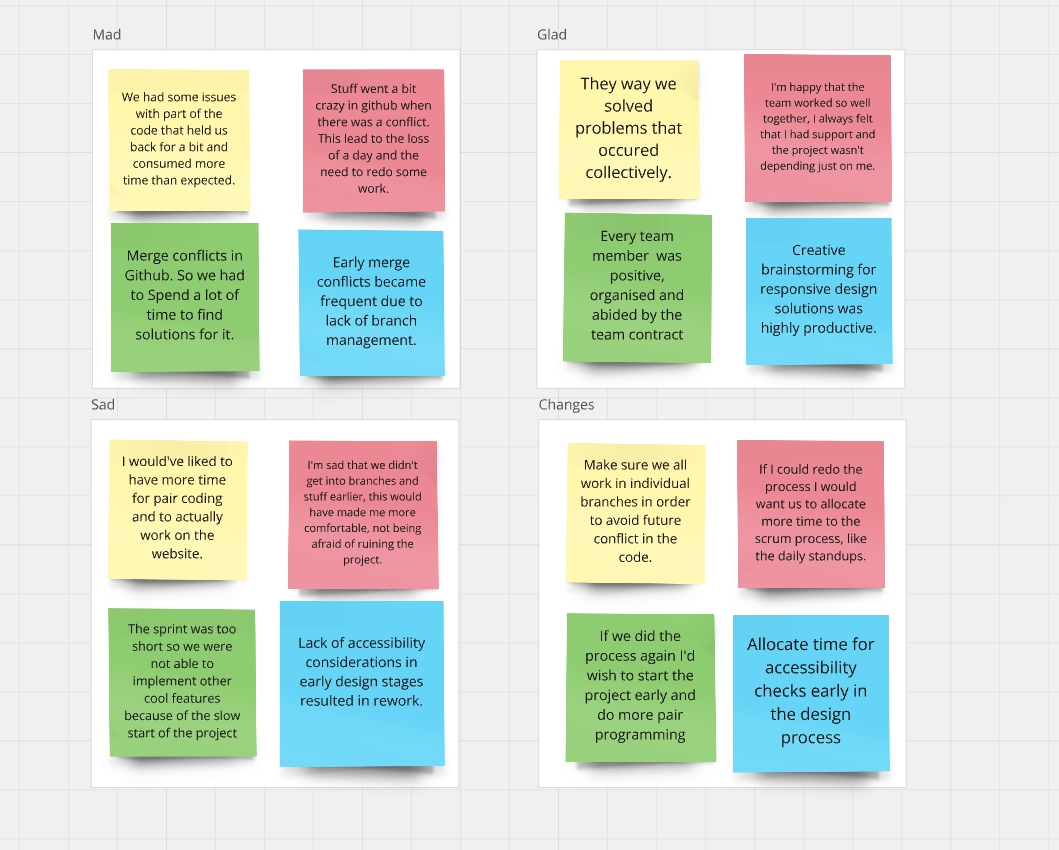 Mad
We had some issues
with part of the
code that held us
back for a bit and
consumed more
time than expected.
Stuff went a bit
crazy in github when
there was a conflict.
This lead to the loss
of a day and the
need to redo some
work.
Merge conflicts in
Github. So we had
to Spend a lot of
time to find
solutions for it.
Early merge
conflicts became
frequent due to
lack of branch
management.
Glad
They way we
solved
problems that
occured
collectively.
I'm happy that the
team worked so well
together, I always felt
that I had support and
the project wasn't
depending just on me.
Every team
member was
positive,
organised and
abided by the
team contract
Creative
brainstorming for
responsive design
solutions was
highly productive.
Sad
I would've liked to
have more time
for pair coding
and to actually
work on the
website.
I'm sad that we didn't
get into branches and
stuff earlier, this would
have made me more
comfortable, not being
afraid of ruining the
project.
The sprint was too
short so we were
not able to
implement other
cool features
because of the slow
start of the project
Lack of accessibility
considerations in
early design stages
resulted in rework.
Changes
Make sure we all
work in individual
branches in order
to avoid future
conflict in the
code.
If I could redo the
process I would
want us to allocate
more time to the
scrum process, like
the daily standups.
If we did the
process again I'd
wish to start the
project early and
do more pair
programming
Allocate time for
accessibility
checks early in
the design
process